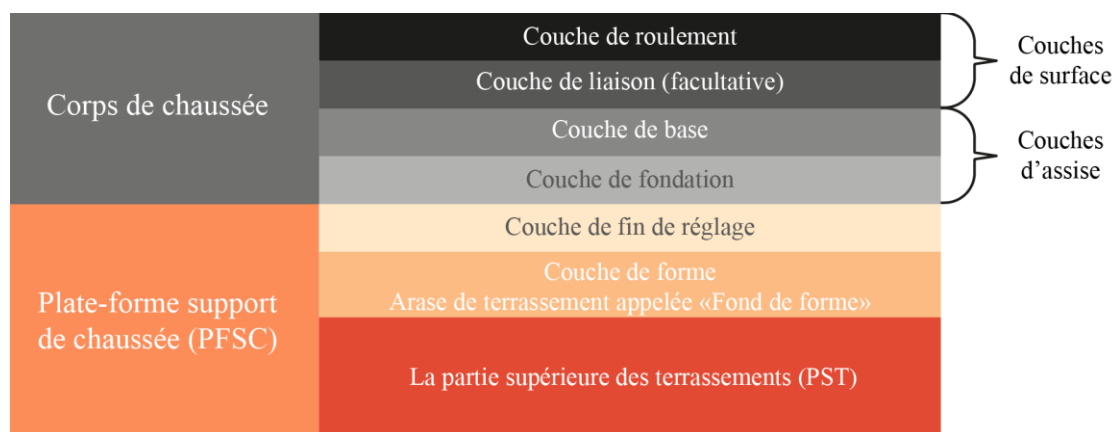 Corps de chaussée
Couche de roulement
Couche de liaison (facultative)
Couche de base
Couche de fondation
Couches
de surface
Couches
d’assise
Plate-forme support
de chaussée (PFSC)
Couche de fin de réglage
Couche de forme
Arase de terrassement appelée «Fond de forme»
La partie supérieure des terrassements (PST)